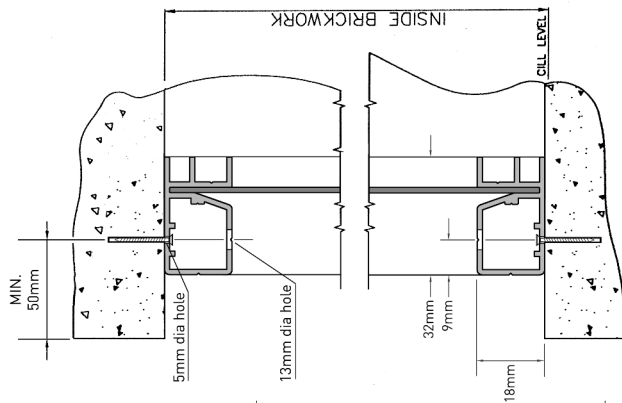 INSIDE BRICKWORK
CILL LEVEL
MIN.
50mm
5mm dia hole
13mm dia hole
32mm
9mm
18mm